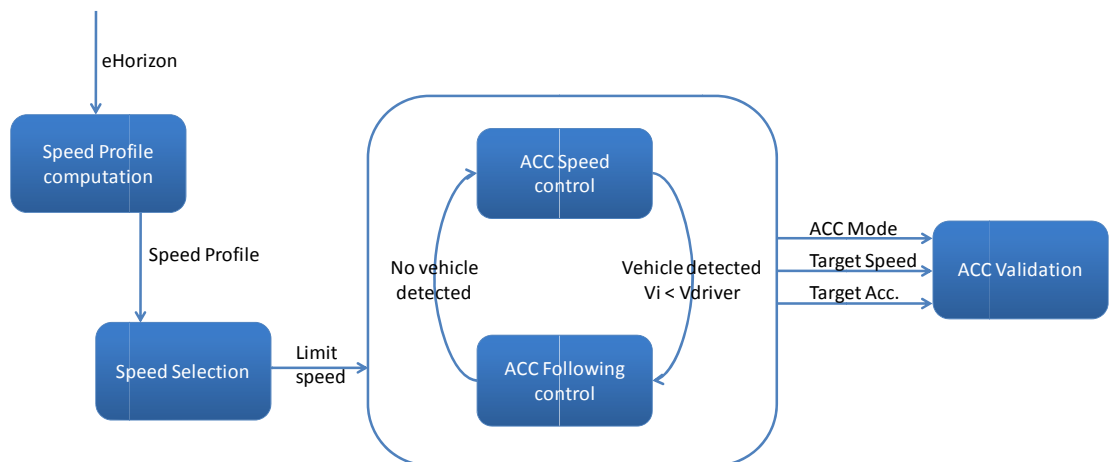 eHorizon
Speed Profile
computation
Speed Profile
Speed Selection
Limit
speed
ACC Speed
control
No vehicle
detected
Vehicle detected
Vi < Vdriver
ACC Following
control
ACC Mode
Target Speed
Target Acc.
ACC Validation